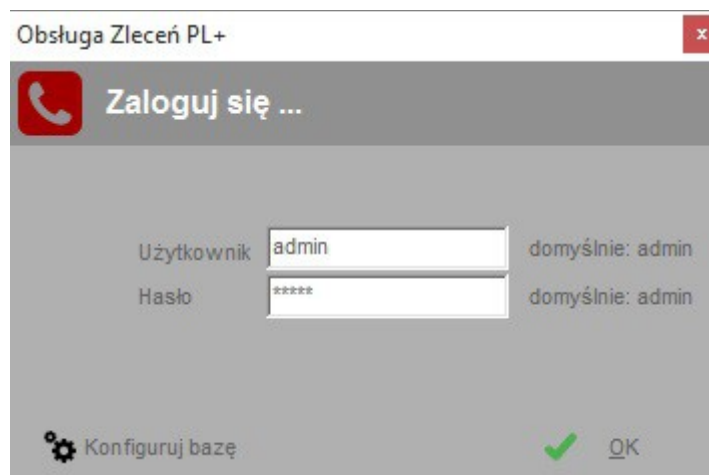 Obsługa Zleceń PL+
x
Zaloguj się ...
Użytkownik admin domyślnie: admin
Hasło ***** domyślnie: admin
Konfiguruj bazę OK